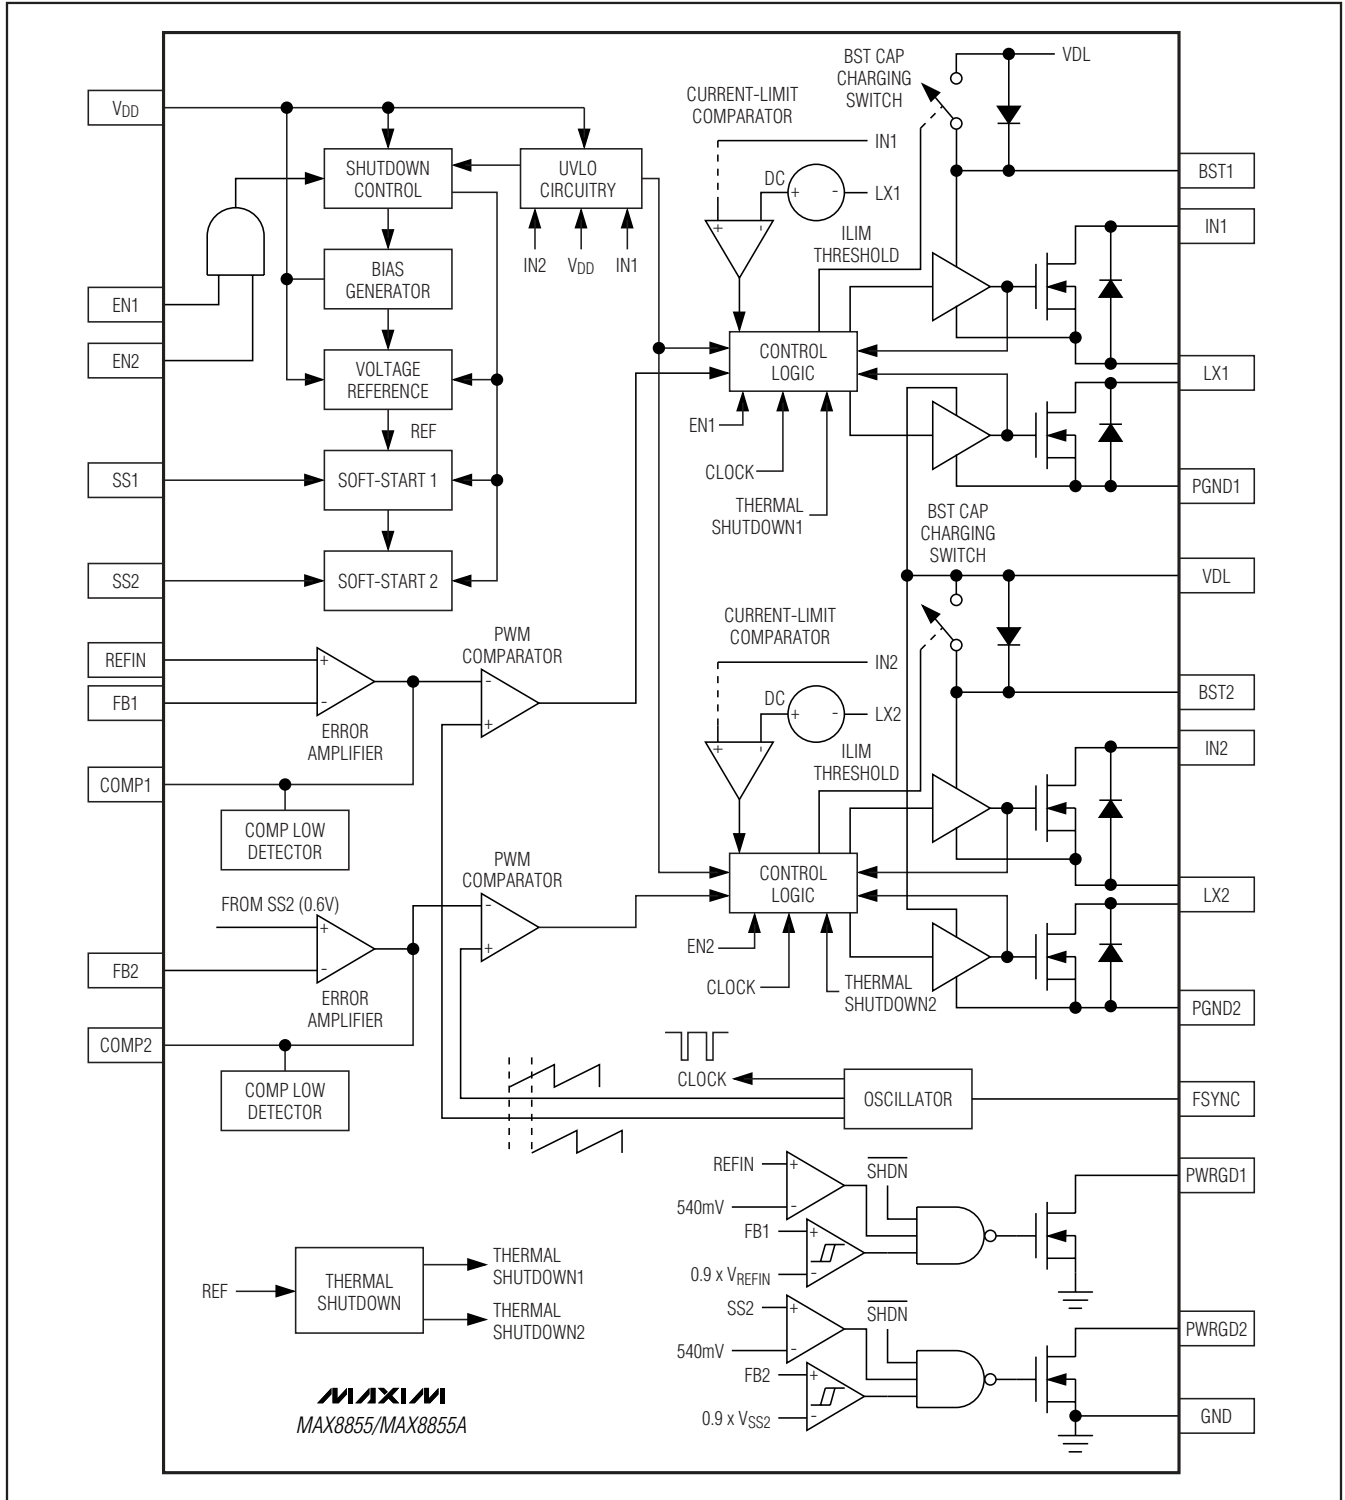 VDD
EN1
EN2
SS1
SS2
REFIN
FB1
COMP1
FB2
COMP2
SHUTDOWN
CONTROL
UVLO
CIRCUITRY
IN2
VDD
IN1
BIAS
GENERATOR
VOLTAGE
REFERENCE
REF
SOFT-START 1
SOFT-START 2
+
-
ERROR
AMPLIFIER
PWM
COMPARATOR
-
+
COMP LOW
DETECTOR
FROM SS2 (0.6V)
+
-
ERROR
AMPLIFIER
PWM
COMPARATOR
-
+
COMP LOW
DETECTOR
CURRENT-LIMIT
COMPARATOR
IN1
DC
+
-
LX1
+
-
ILIM
THRESHOLD
BST CAP
CHARGING
SWITCH
VDL
CONTROL
LOGIC
EN1
CLOCK
THERMAL
SHUTDOWN1
BST CAP
CHARGING
SWITCH
CURRENT-LIMIT
COMPARATOR
IN2
DC
+
-
LX2
+
-
ILIM
THRESHOLD
CONTROL
LOGIC
EN2
CLOCK
THERMAL
SHUTDOWN2
CLOCK
OSCILLATOR
REFIN
+
540mV
-
SHDN
FB1
+
0.9 x VREFIN
-
SS2
+
540mV
-
SHDN
FB2
+
0.9 x VSS2
-
REF
THERMAL
SHUTDOWN
THERMAL
SHUTDOWN1
THERMAL
SHUTDOWN2
MAXIM
MAX8855/MAX8855A
BST1
IN1
LX1
PGND1
VDL
BST2
IN2
LX2
PGND2
FSYNC
PWRGD1
PWRGD2
GND